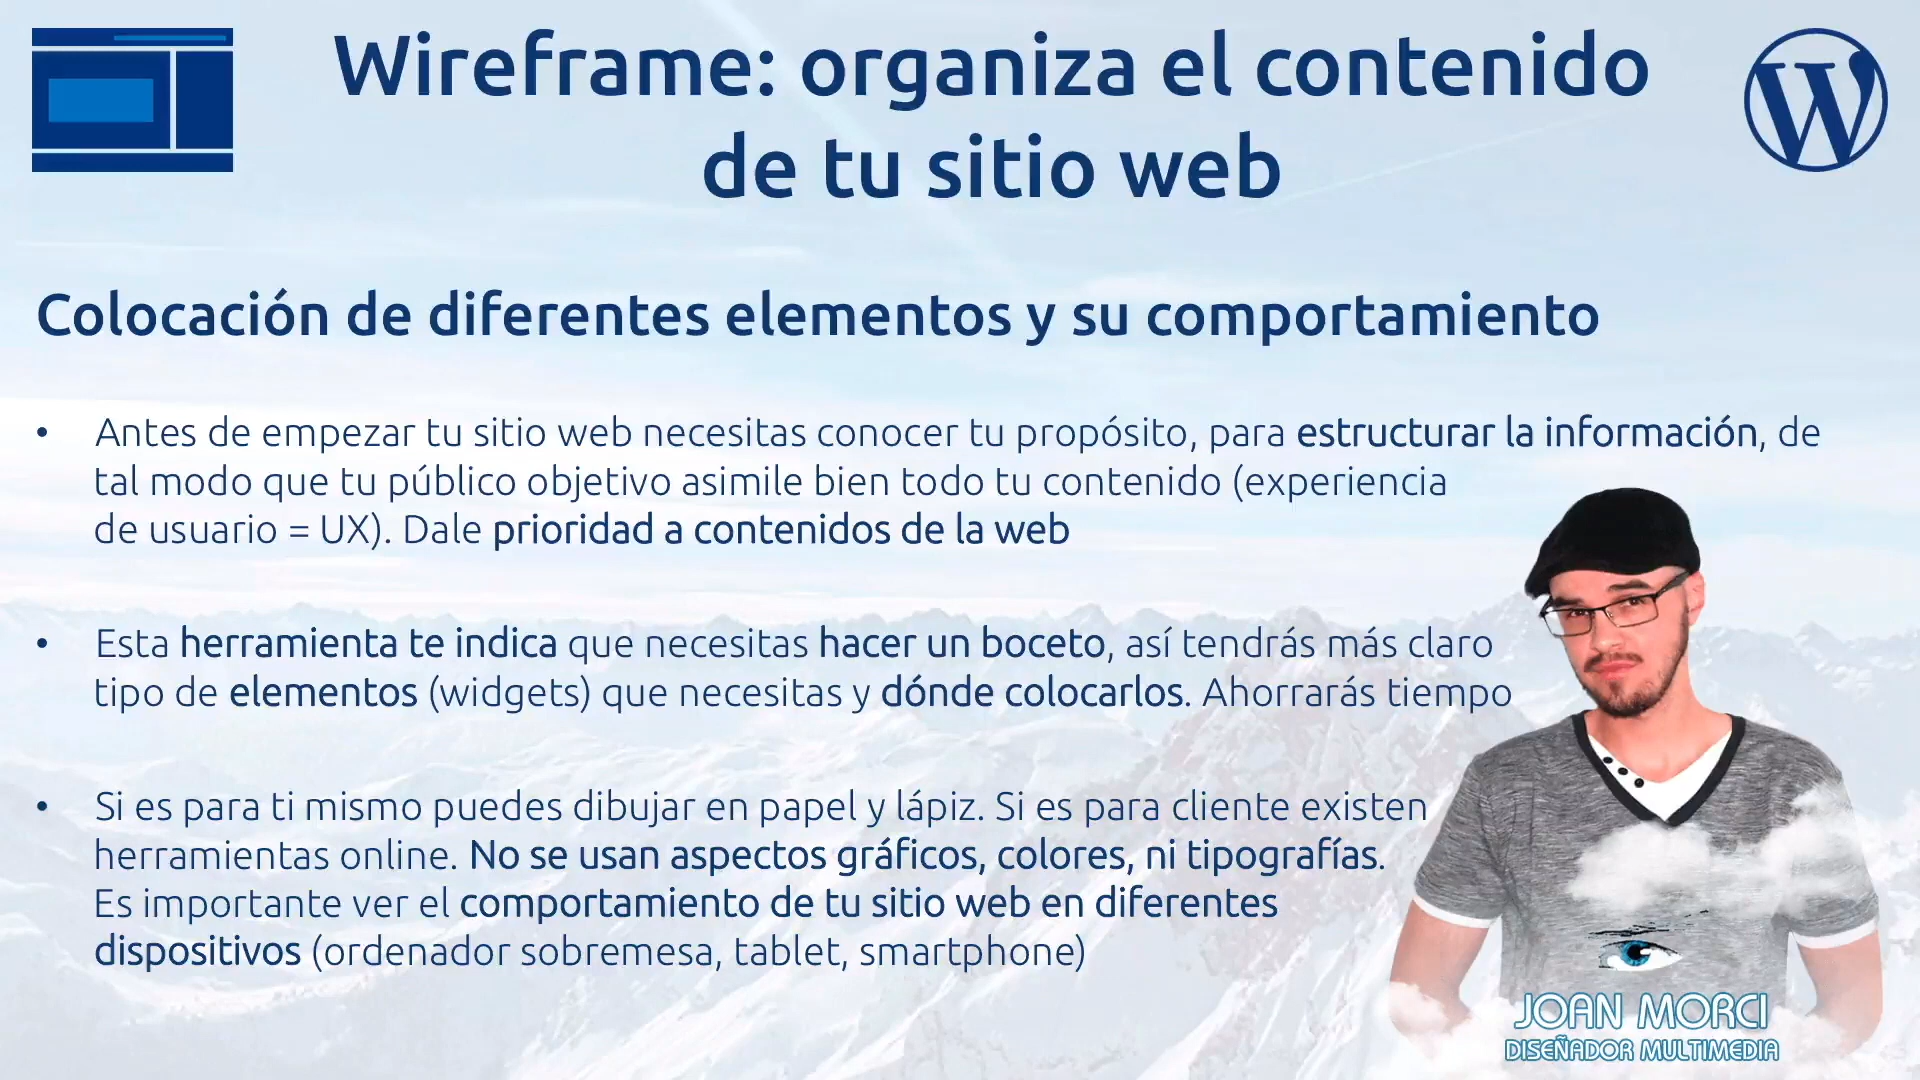 Wireframe: organiza el contenido
de tu sitio web
Colocación de diferentes elementos y su comportamiento
• Antes de empezar tu sitio web necesitas conocer tu propósito, para estructurar la información, de
tal modo que tu público objetivo asimile bien todo tu contenido (experiencia
de usuario = UX). Dale prioridad a contenidos de la web
• Esta herramienta te indica que necesitas hacer un boceto, así tendrás más claro
tipo de elementos (widgets) que necesitas y dónde colocarlos. Ahorrarás tiempo
• Si es para ti mismo puedes dibujar en papel y lápiz. Si es para cliente existen
herramientas online. No se usan aspectos gráficos, colores, ni tipografías.
Es importante ver el comportamiento de tu sitio web en diferentes
dispositivos (ordenador sobremesa, tablet, smartphone)
JOAN MORCI
DISEÑADOR MULTIMEDIA